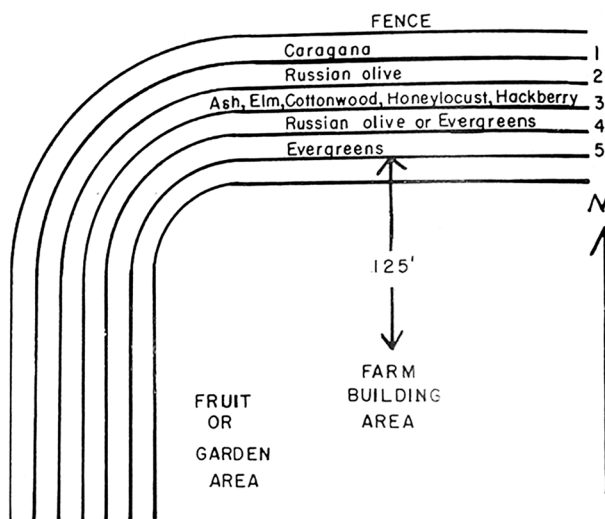 FENCE
Caragana 1
Russian olive 2
Ash, Elm, Cottonwood, Honeylocust, Hackberry 3
Russian olive or Evergreens 4
Evergreens 5
N
125'
FARM
BUILDING
AREA
FRUIT
OR
GARDEN
AREA